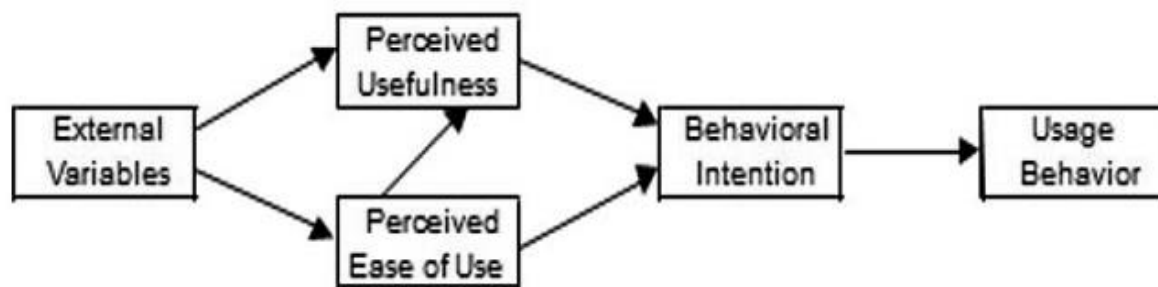 External
Variables
Perceived
Usefulness
Perceived
Ease of Use
Behavioral
Intention
Usage
Behavior